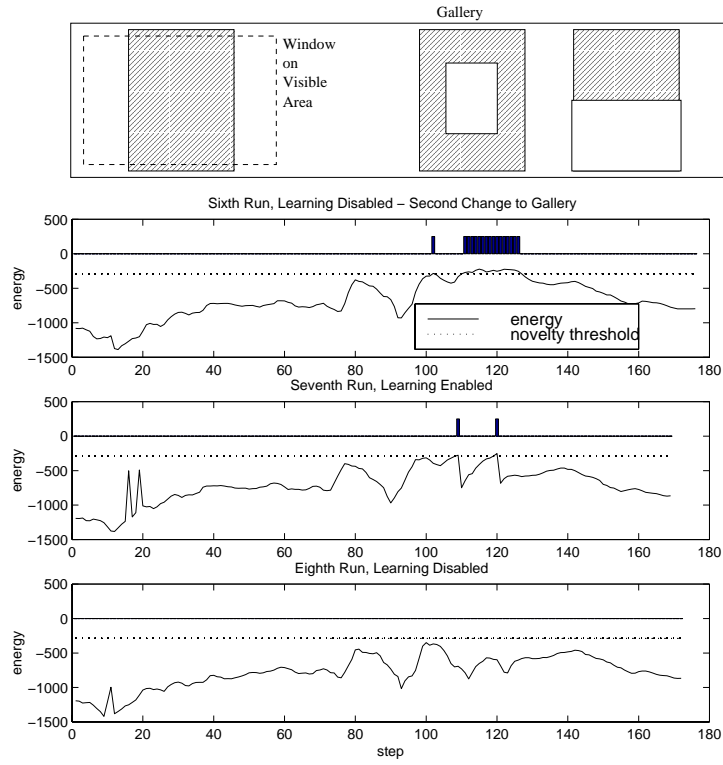 Gallery
Window
on
Visible
Area
Sixth Run, Learning Disabled – Second Change to Gallery
500
0
−500
−1000
−1500
energy
energy
novelty threshold
0 20 40 60 80 100 120 140 160 180
Seventh Run, Learning Enabled
500
0
−500
−1000
−1500
energy
0 20 40 60 80 100 120 140 160 180
Eighth Run, Learning Disabled
500
0
−500
−1000
−1500
energy
0 20 40 60 80 100 120 140 160 180
step